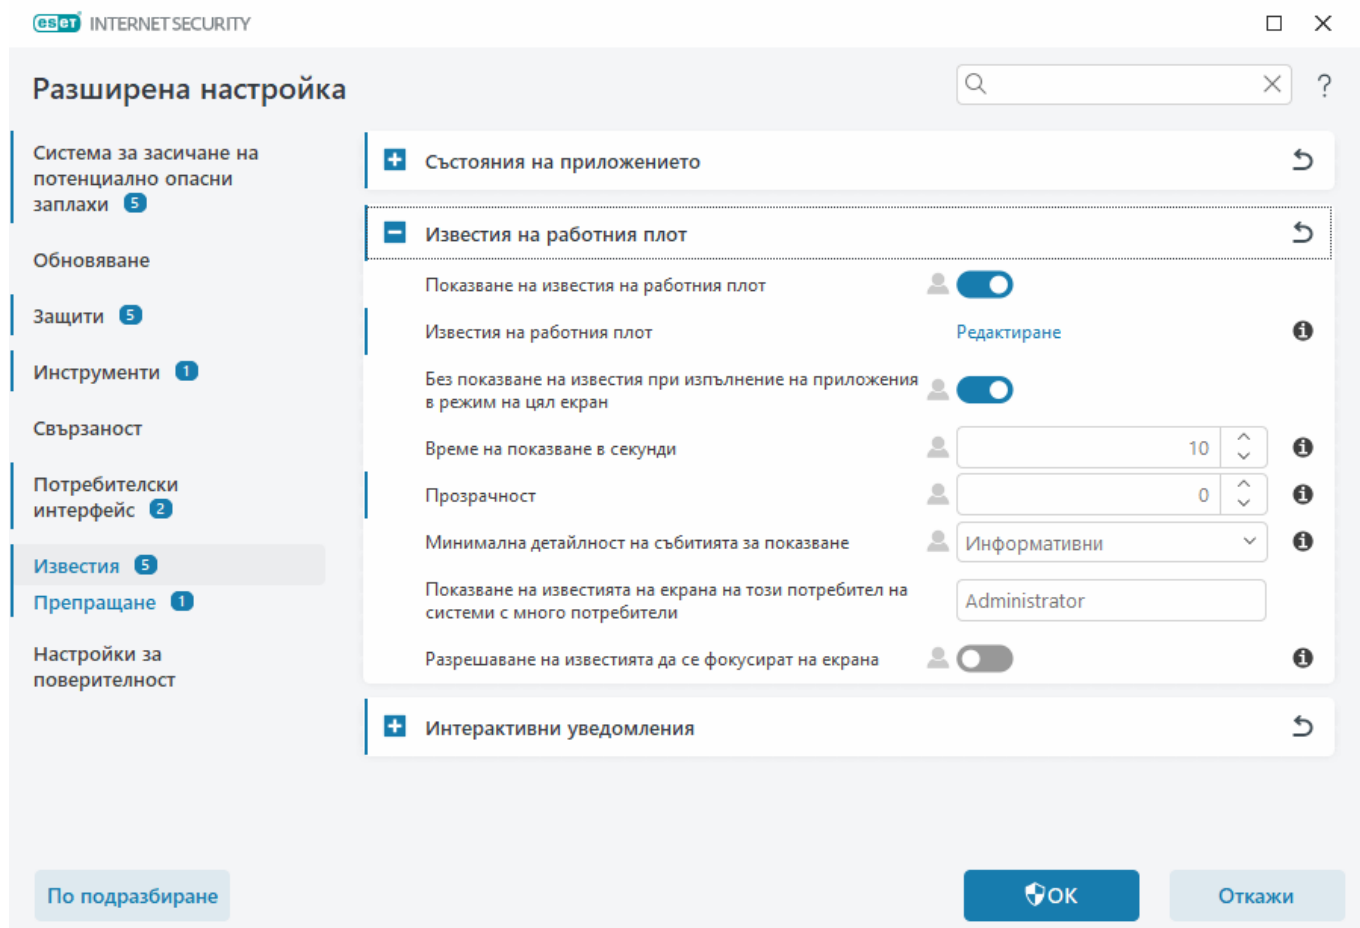 eset INTERNET SECURITY
Разширена настройка
?
Система за засичане на
потенциално опасни
заплахи 5
Обновяване
Защити 5
Инструменти 1
Свързаност
Потребителски
интерфейс 2
Известия 5
Препращане 1
Настройки за
поверителност
Състояния на приложението
Известия на работния плот
Показване на известия на работния плот
Известия на работния плот Редактиране
Без показване на известия при изпълнение на приложения
в режим на цял екран
Време на показване в секунди 10
Прозрачност 0
Минимална детайлност на събитията за показване Информативни
Показване на известията на екрана на този потребител на
системи с много потребители Administrator
Разрешаване на известията да се фокусират на екрана
Интерактивни уведомления
По подразбиране OK Откажи